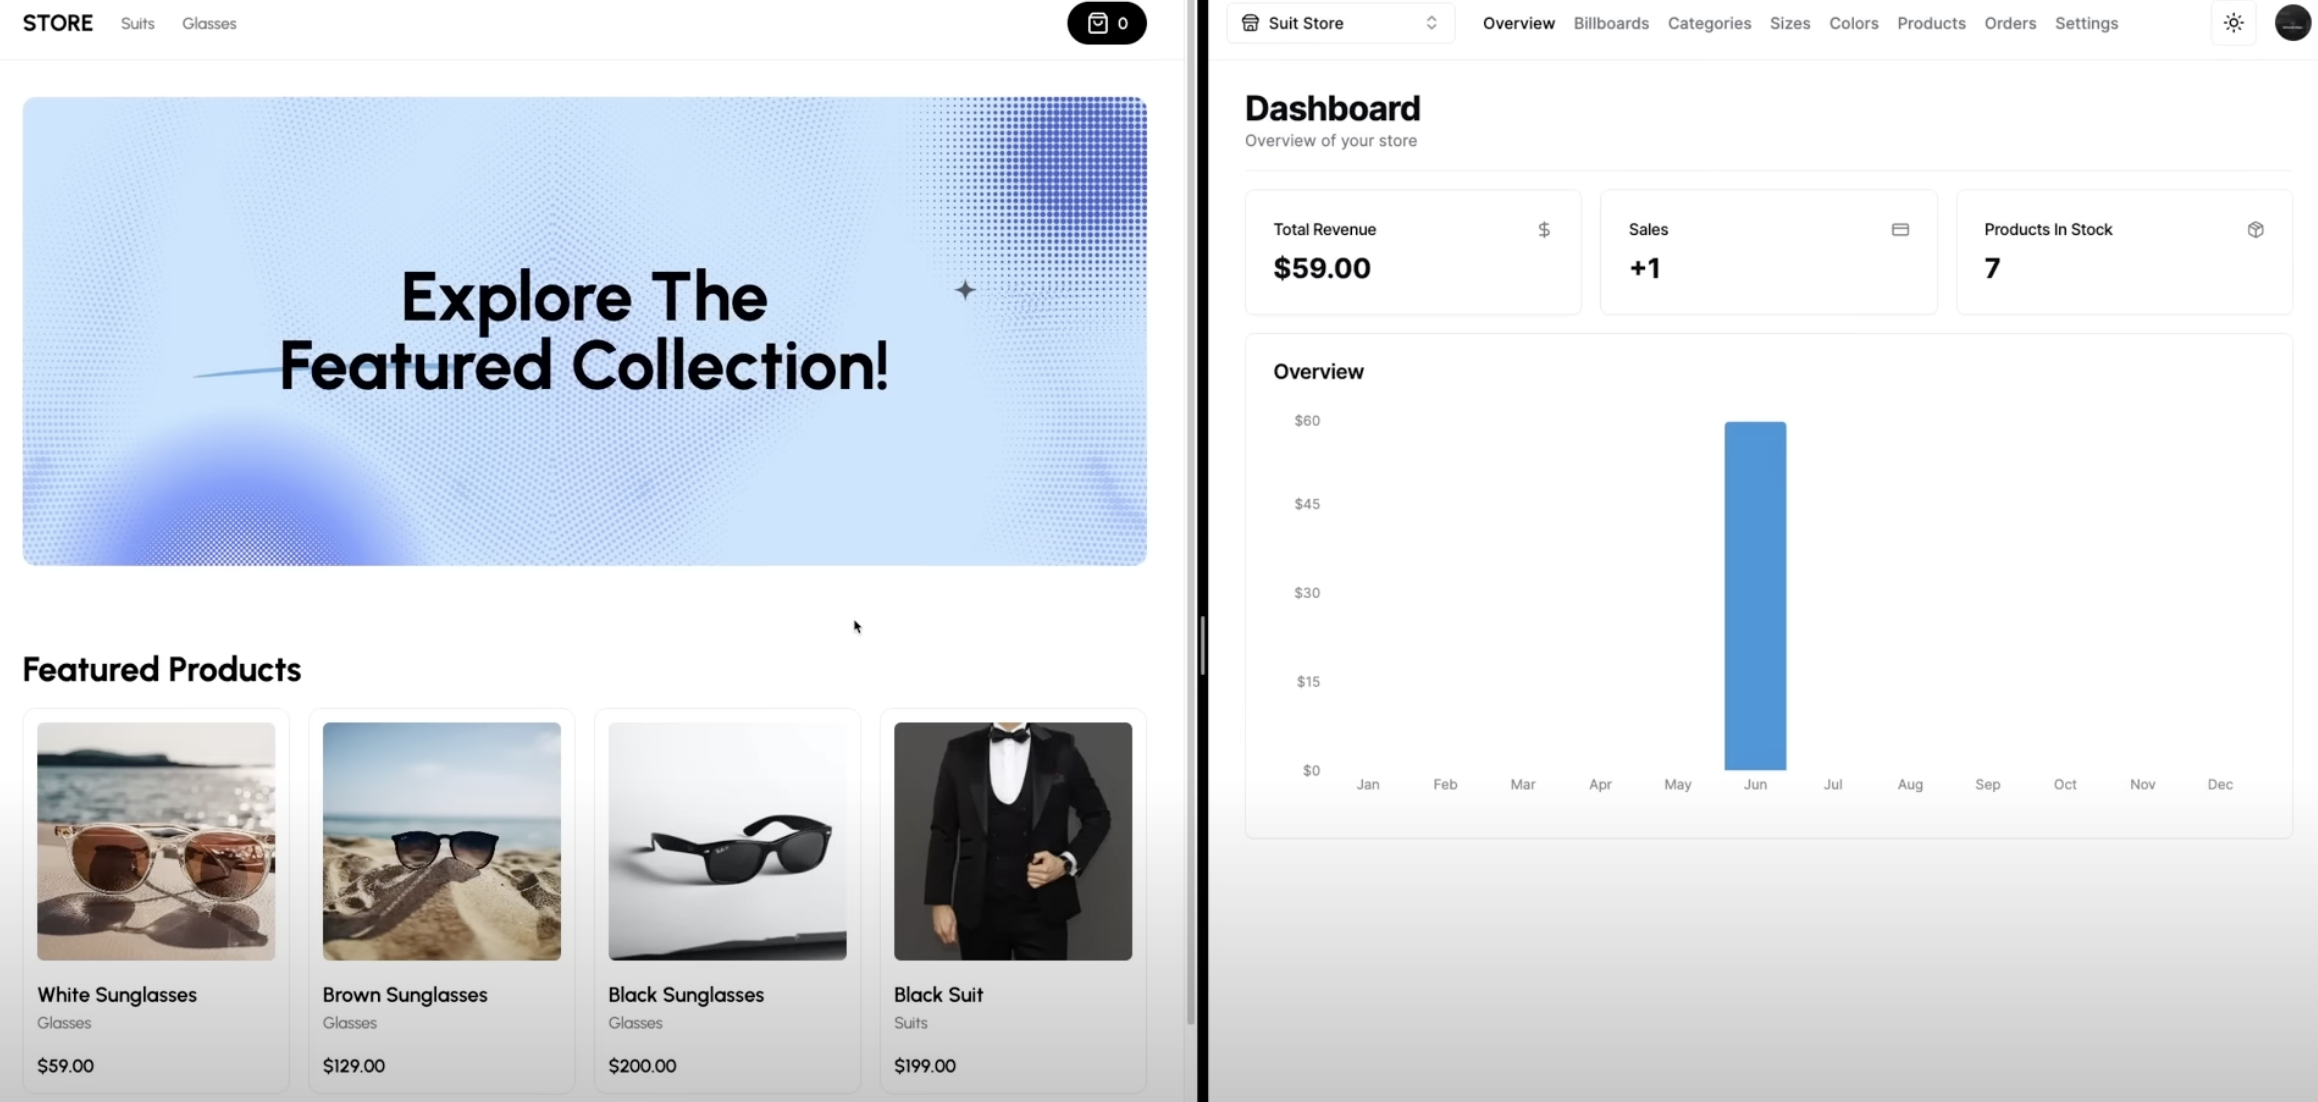 STORE Suits Glasses 0
Explore The
Featured Collection!
Featured Products
White Sunglasses
Glasses
$59.00
Brown Sunglasses
Glasses
$129.00
Black Sunglasses
Glasses
$200.00
Black Suit
Suits
$199.00
Suit Store Overview Billboards Categories Sizes Colors Products Orders Settings
Dashboard
Overview of your store
Total Revenue
$59.00
Sales
+1
Products In Stock
7
Overview
$60
$45
$30
$15
$0
Jan Feb Mar Apr May Jun Jul Aug Sep Oct Nov Dec